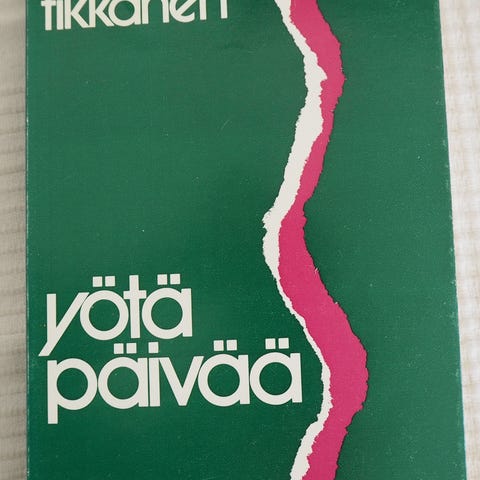 tikkanen
yötä
päivää